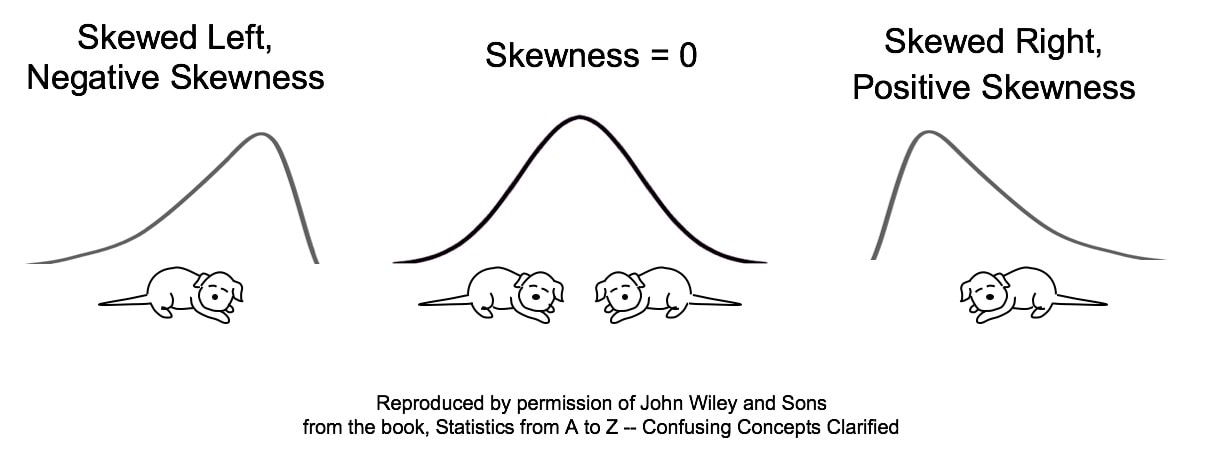 Skewed Left,
Negative Skewness
Skewness = 0
Skewed Right,
Positive Skewness
Reproduced by permission of John Wiley and Sons
from the book, Statistics from A to Z -- Confusing Concepts Clarified